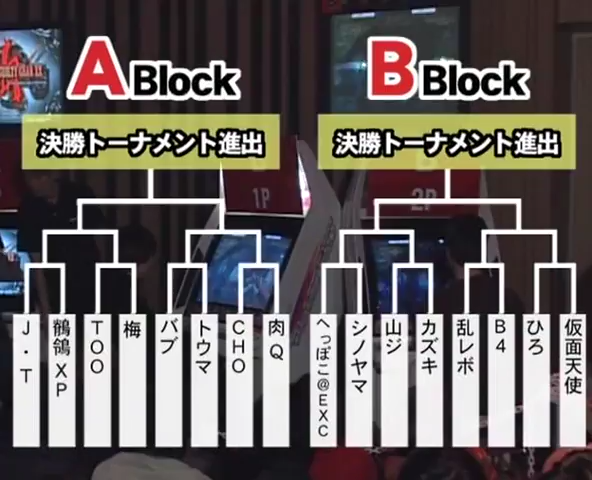 A Block
B Block
決勝トーナメント進出
決勝トーナメント進出
1P
2P
J・T
鶺鴒XP
TOO
梅
バブ
トウマ
CHO
肉Q
へっぽこ@EXC
シノヤマ
山ジ
カズキ
乱レボ
B4
ひろ
仮面天使